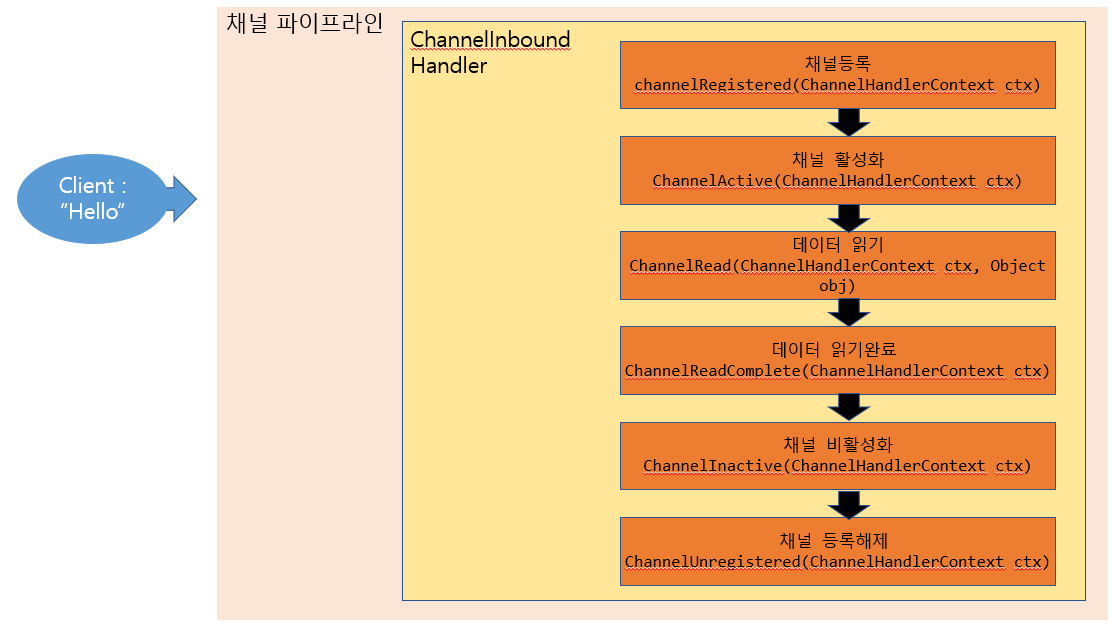 채널 파이프라인
ChannelInbound
Handler
Client :
“Hello”
채널등록
channelRegistered(ChannelHandlerContext ctx)
채널 활성화
ChannelActive(ChannelHandlerContext ctx)
데이터 읽기
ChannelRead(ChannelHandlerContext ctx, Object
obj)
데이터 읽기완료
ChannelReadComplete(ChannelHandlerContext ctx)
채널 비활성화
ChannelInactive(ChannelHandlerContext ctx)
채널 등록해제
ChannelUnregistered(ChannelHandlerContext ctx)